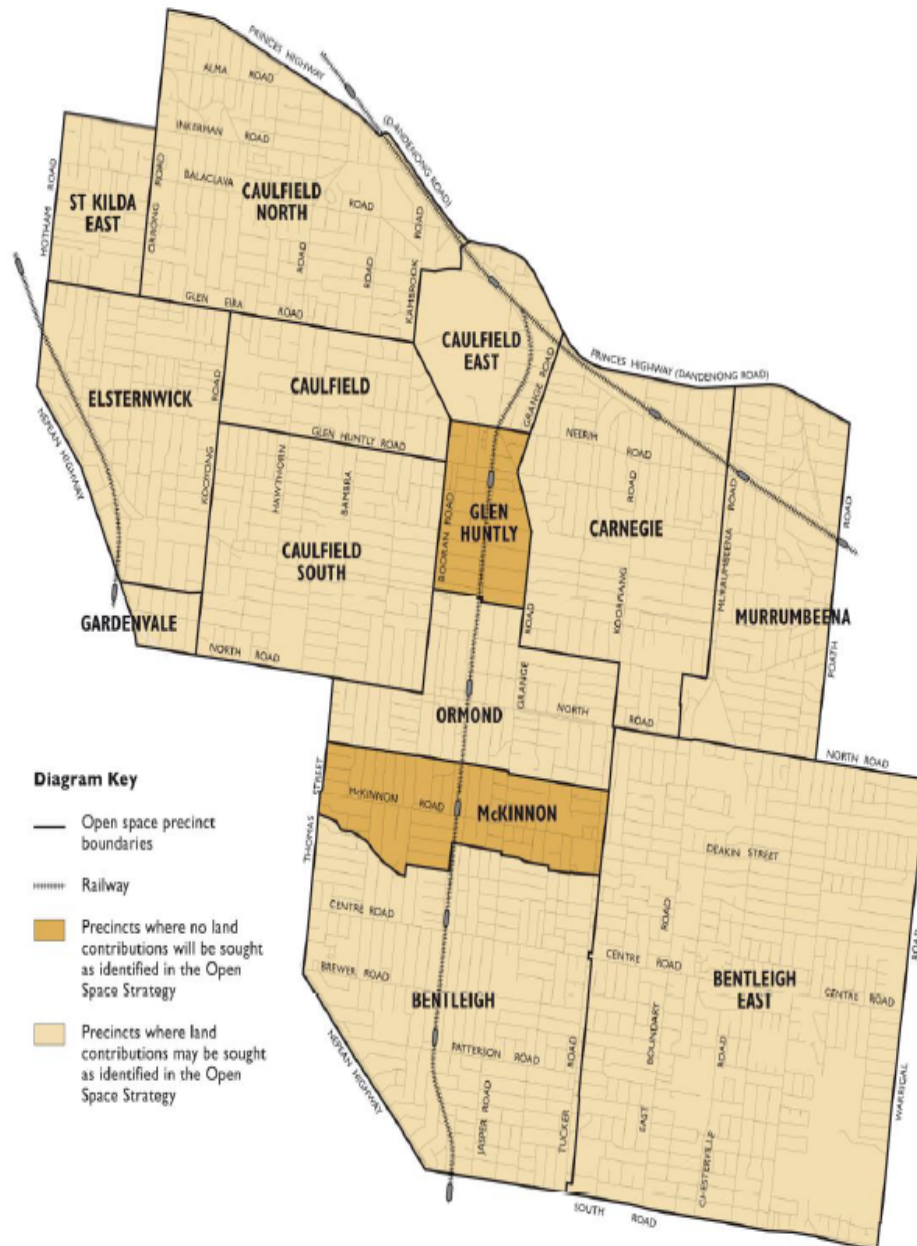 PRINCES HIGHWAY
(DANDENONG ROAD)
ALMA ROAD
INKERMAN ROAD
BALACLAVA ROAD
HOTHAM ROAD
ORRONG ROAD
ST KILDA
EAST
CAULFIELD
NORTH
ROAD
ROAD
KAMBROOK ROAD
GLEN EIRA ROAD
CAULFIELD
EAST
GRANGE ROAD
PRINCES HIGHWAY (DANDENONG ROAD)
ELSTERNWICK
KOOYONG ROAD
CAULFIELD
GLEN HUNTLY ROAD
NEERIM ROAD
NEPEAN HIGHWAY
HAWTHORN
BAMBRA
BOORAN ROAD
GLEN
HUNTLY
CARNEGIE
KOORNANG ROAD
MURRUMBEENA ROAD
CAULFIELD
SOUTH
MURRUMBEENA
POATH ROAD
GARDENVALE
NORTH ROAD
GRANGE ROAD
ORMOND
NORTH ROAD
NORTH ROAD
THOMAS STREET
McKINNON ROAD
McKINNON
DEAKIN STREET
CENTRE ROAD
BREWER ROAD
CENTRE ROAD
CENTRE ROAD
BENTLEIGH
BENTLEIGH
EAST
NEPEAN HIGHWAY
PATTERSON ROAD
JASPER ROAD
TUCKER ROAD
EAST BOUNDARY ROAD
CHESTERVILLE ROAD
WARRIGAL ROAD
SOUTH ROAD
Diagram Key
Open space precinct
boundaries
Railway
Precincts where no land
contributions will be sought
as identified in the Open
Space Strategy
Precincts where land
contributions may be sought
as identified in the Open
Space Strategy